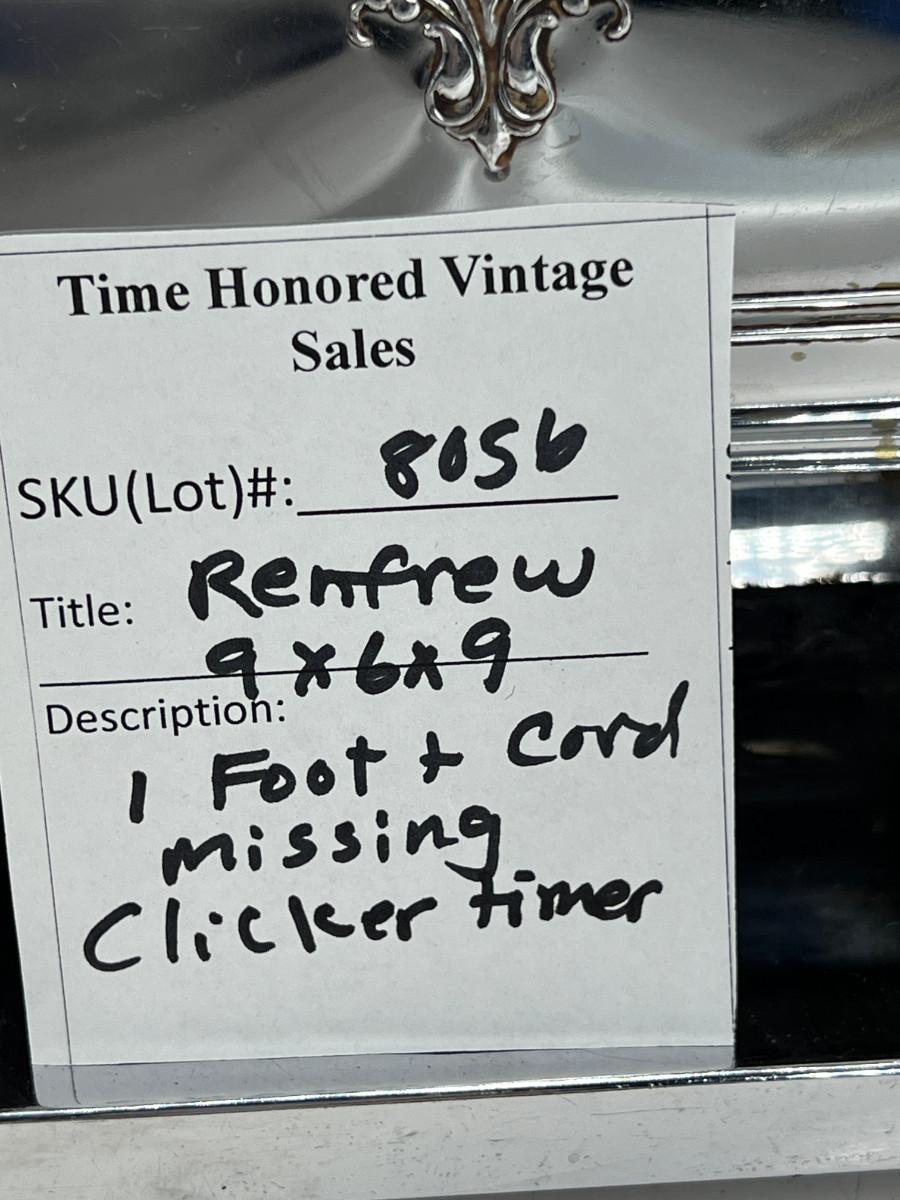 Time Honored Vintage
Sales
SKU(Lot)#: 8056
Title: Renfrew
9x6x9
Description:
1 Foot + Cord
missing
Clicker timer